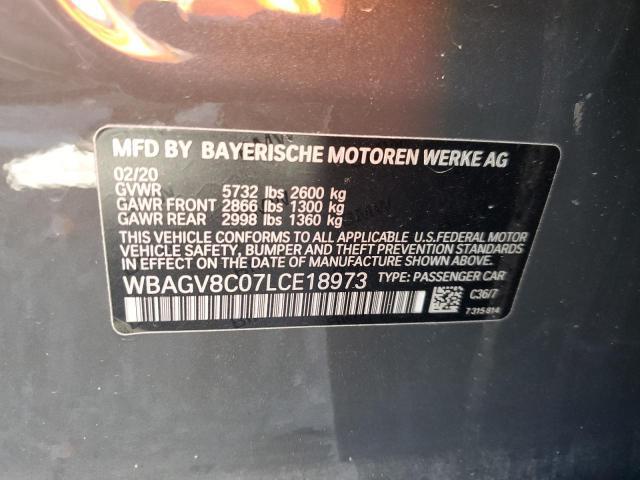 MFD BY BAYERISCHE MOTOREN WERKE AG
02/20
GVWR 5732 lbs 2600 kg
GAWR FRONT 2866 lbs 1300 kg
GAWR REAR 2998 lbs 1360 kg
THIS VEHICLE CONFORMS TO ALL APPLICABLE U.S.FEDERAL MOTOR
VEHICLE SAFETY, BUMPER AND THEFT PREVENTION STANDARDS
IN EFFECT ON THE DATE OF MANUFACTURE SHOWN ABOVE.
WBAGV8C07LCE18973 TYPE: PASSENGER CAR
C36/7
7315814